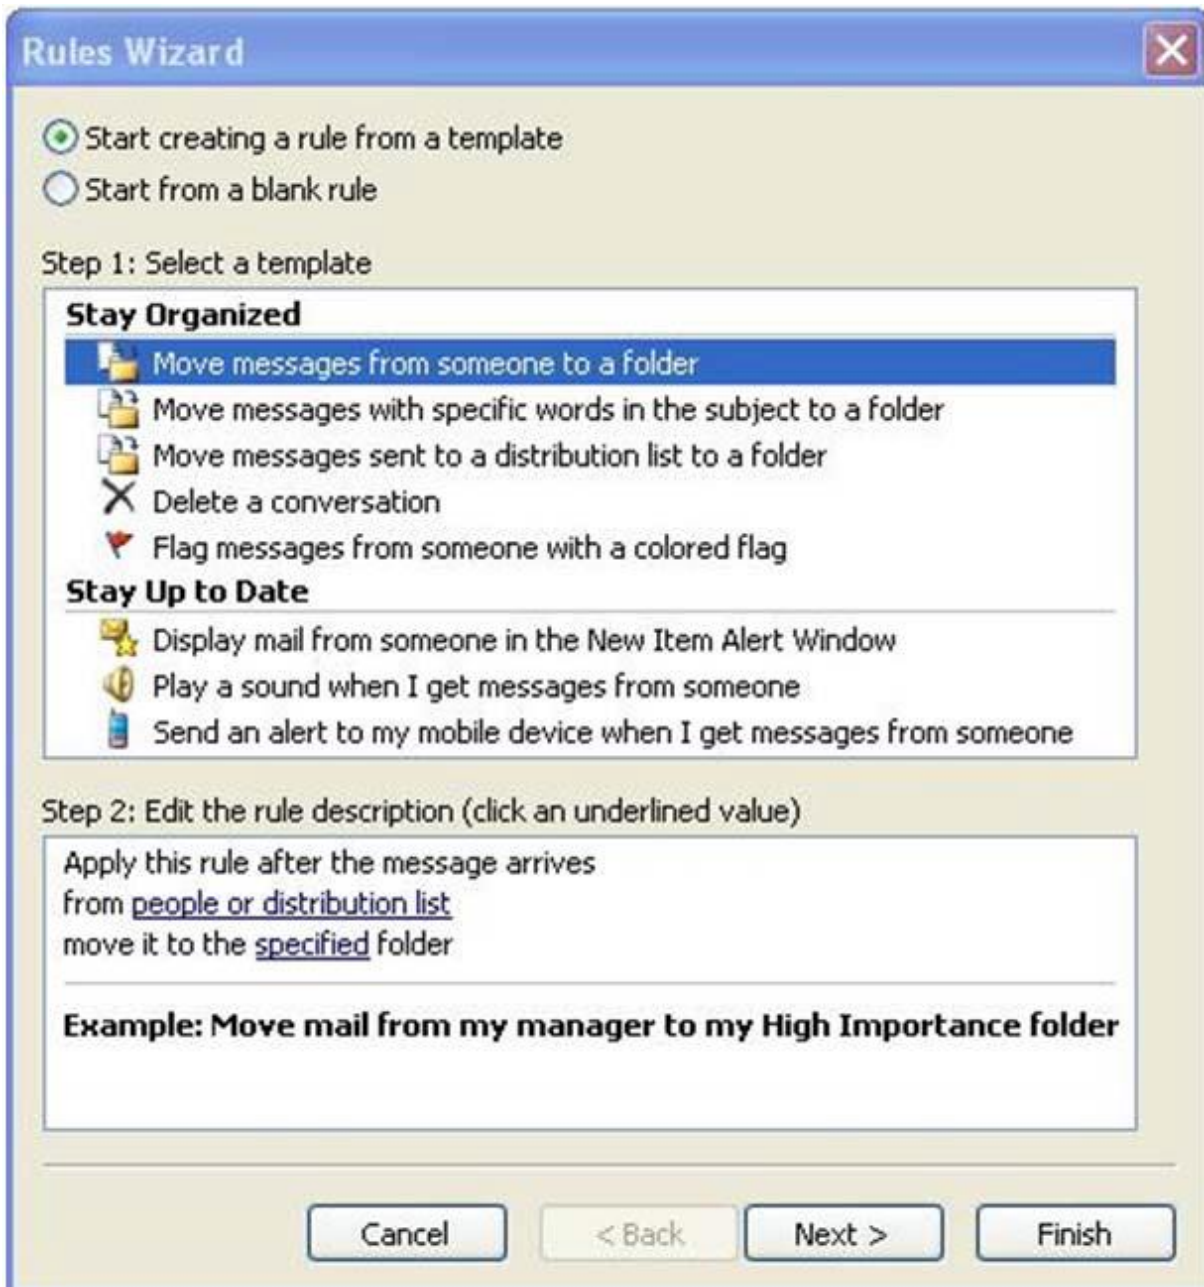 Rules Wizard
Start creating a rule from a template
Start from a blank rule
Step 1: Select a template
Stay Organized
Move messages from someone to a folder
Move messages with specific words in the subject to a folder
Move messages sent to a distribution list to a folder
Delete a conversation
Flag messages from someone with a colored flag
Stay Up to Date
Display mail from someone in the New Item Alert Window
Play a sound when I get messages from someone
Send an alert to my mobile device when I get messages from someone
Step 2: Edit the rule description (click an underlined value)
Apply this rule after the message arrives
from people or distribution list
move it to the specified folder
Example: Move mail from my manager to my High Importance folder
Cancel < Back Next > Finish